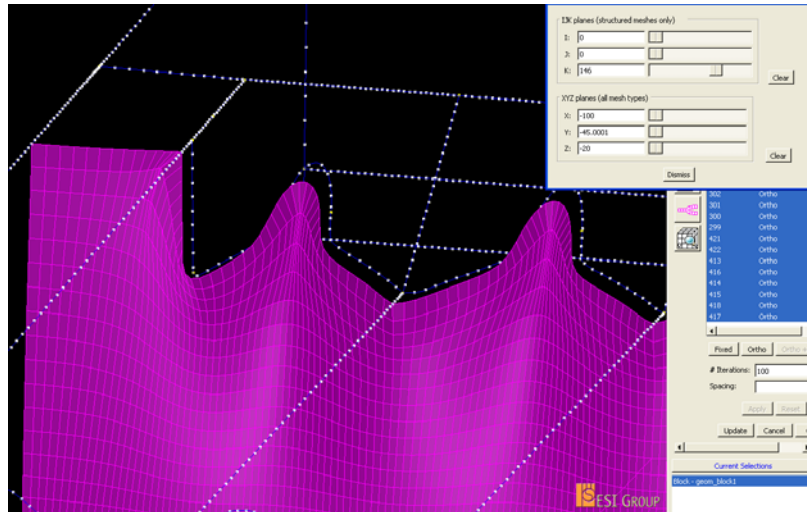 IJK planes (structured meshes only)
I: 0
J: 0
K: 146
Clear
XYZ planes (all mesh types)
X: -100
Y: -45.0001
Z: -20
Clear
Dismiss
302 Ortho
301 Ortho
300 Ortho
299 Ortho
421 Ortho
422 Ortho
413 Ortho
416 Ortho
414 Ortho
415 Ortho
418 Ortho
417 Ortho
Fixed Ortho
# Iterations: 100
Spacing:
Apply Reset
Update Cancel
Current Selections
Block - geom_block1
ESI GROUP